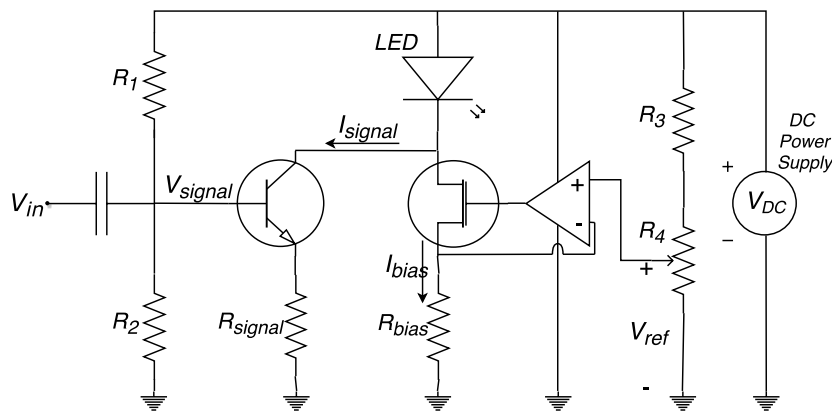 LED
R1
Isignal
R3
DC
Power
Supply
Vin
Vsignal
+
-
+
−
VDC
R4
Ibias
+
R2
Rsignal
Rbias
Vref
-